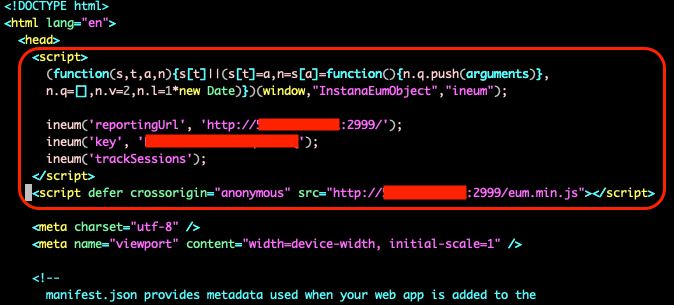 <!DOCTYPE html>
<html lang="en">
<head>
<script>
(function(s,t,a,n){s[t]||(s[t]=a,n=s[a]=function(){n.q.push(arguments)},
n.q=[],n.v=2,n.l=1*new Date)})(window,"InstanaEumObject","ineum");
ineum('reportingUrl', 'http://:2999/');
ineum('key', '');
ineum('trackSessions');
</script>
<script defer crossorigin="anonymous" src="http://:2999/eum.min.js"></script>
<meta charset="utf-8" />
<meta name="viewport" content="width=device-width, initial-scale=1" />
<!--
manifest.json provides metadata used when your web app is added to the